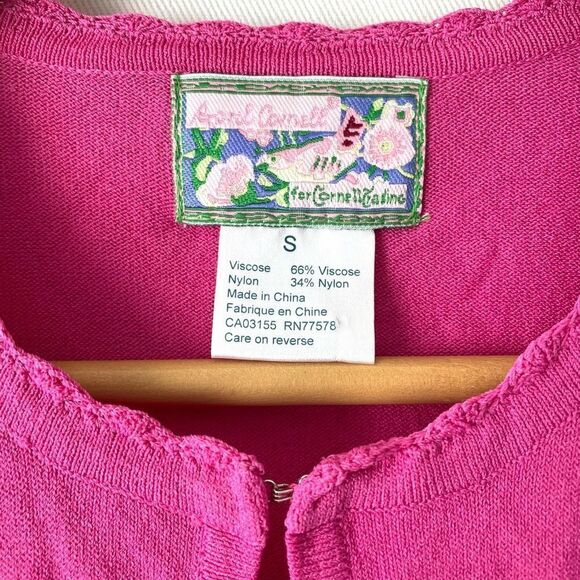 April Cornell
for Cornell Trading
S
Viscose 66% Viscose
Nylon 34% Nylon
Made in China
Fabrique en Chine
CA03155 RN77578
Care on reverse